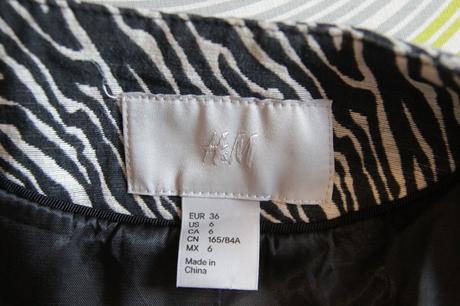 H&M
EUR 36
US 6
CA 6
CN 165/84A
MX 6
Made in
China